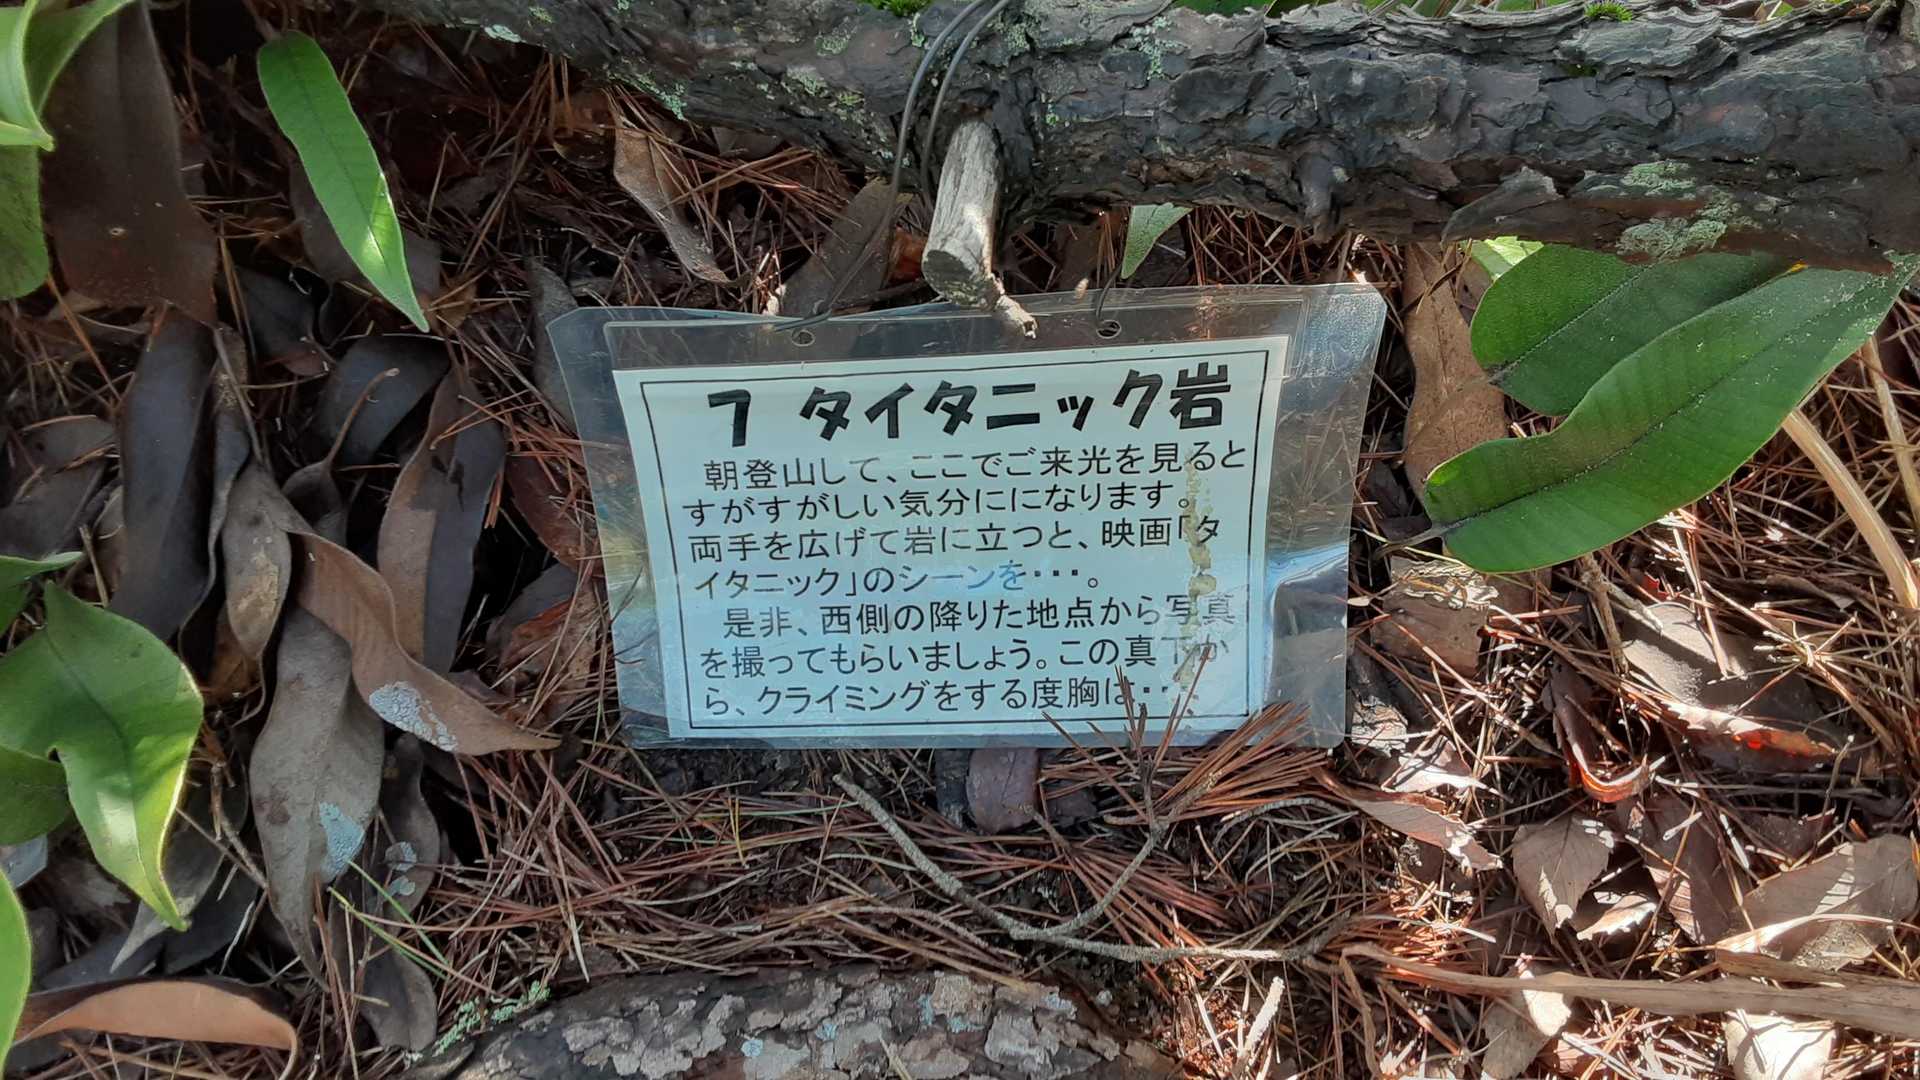 7 タイタニック岩
朝登山して、ここでご来光を見ると
すがすがしい気分にになります。
両手を広げて岩に立つと、映画「タ
イタニック」のシーンを・・・。
是非、西側の降りた地点から写真
を撮ってもらいましょう。この真下か
ら、クライミングをする度胸は・・・、